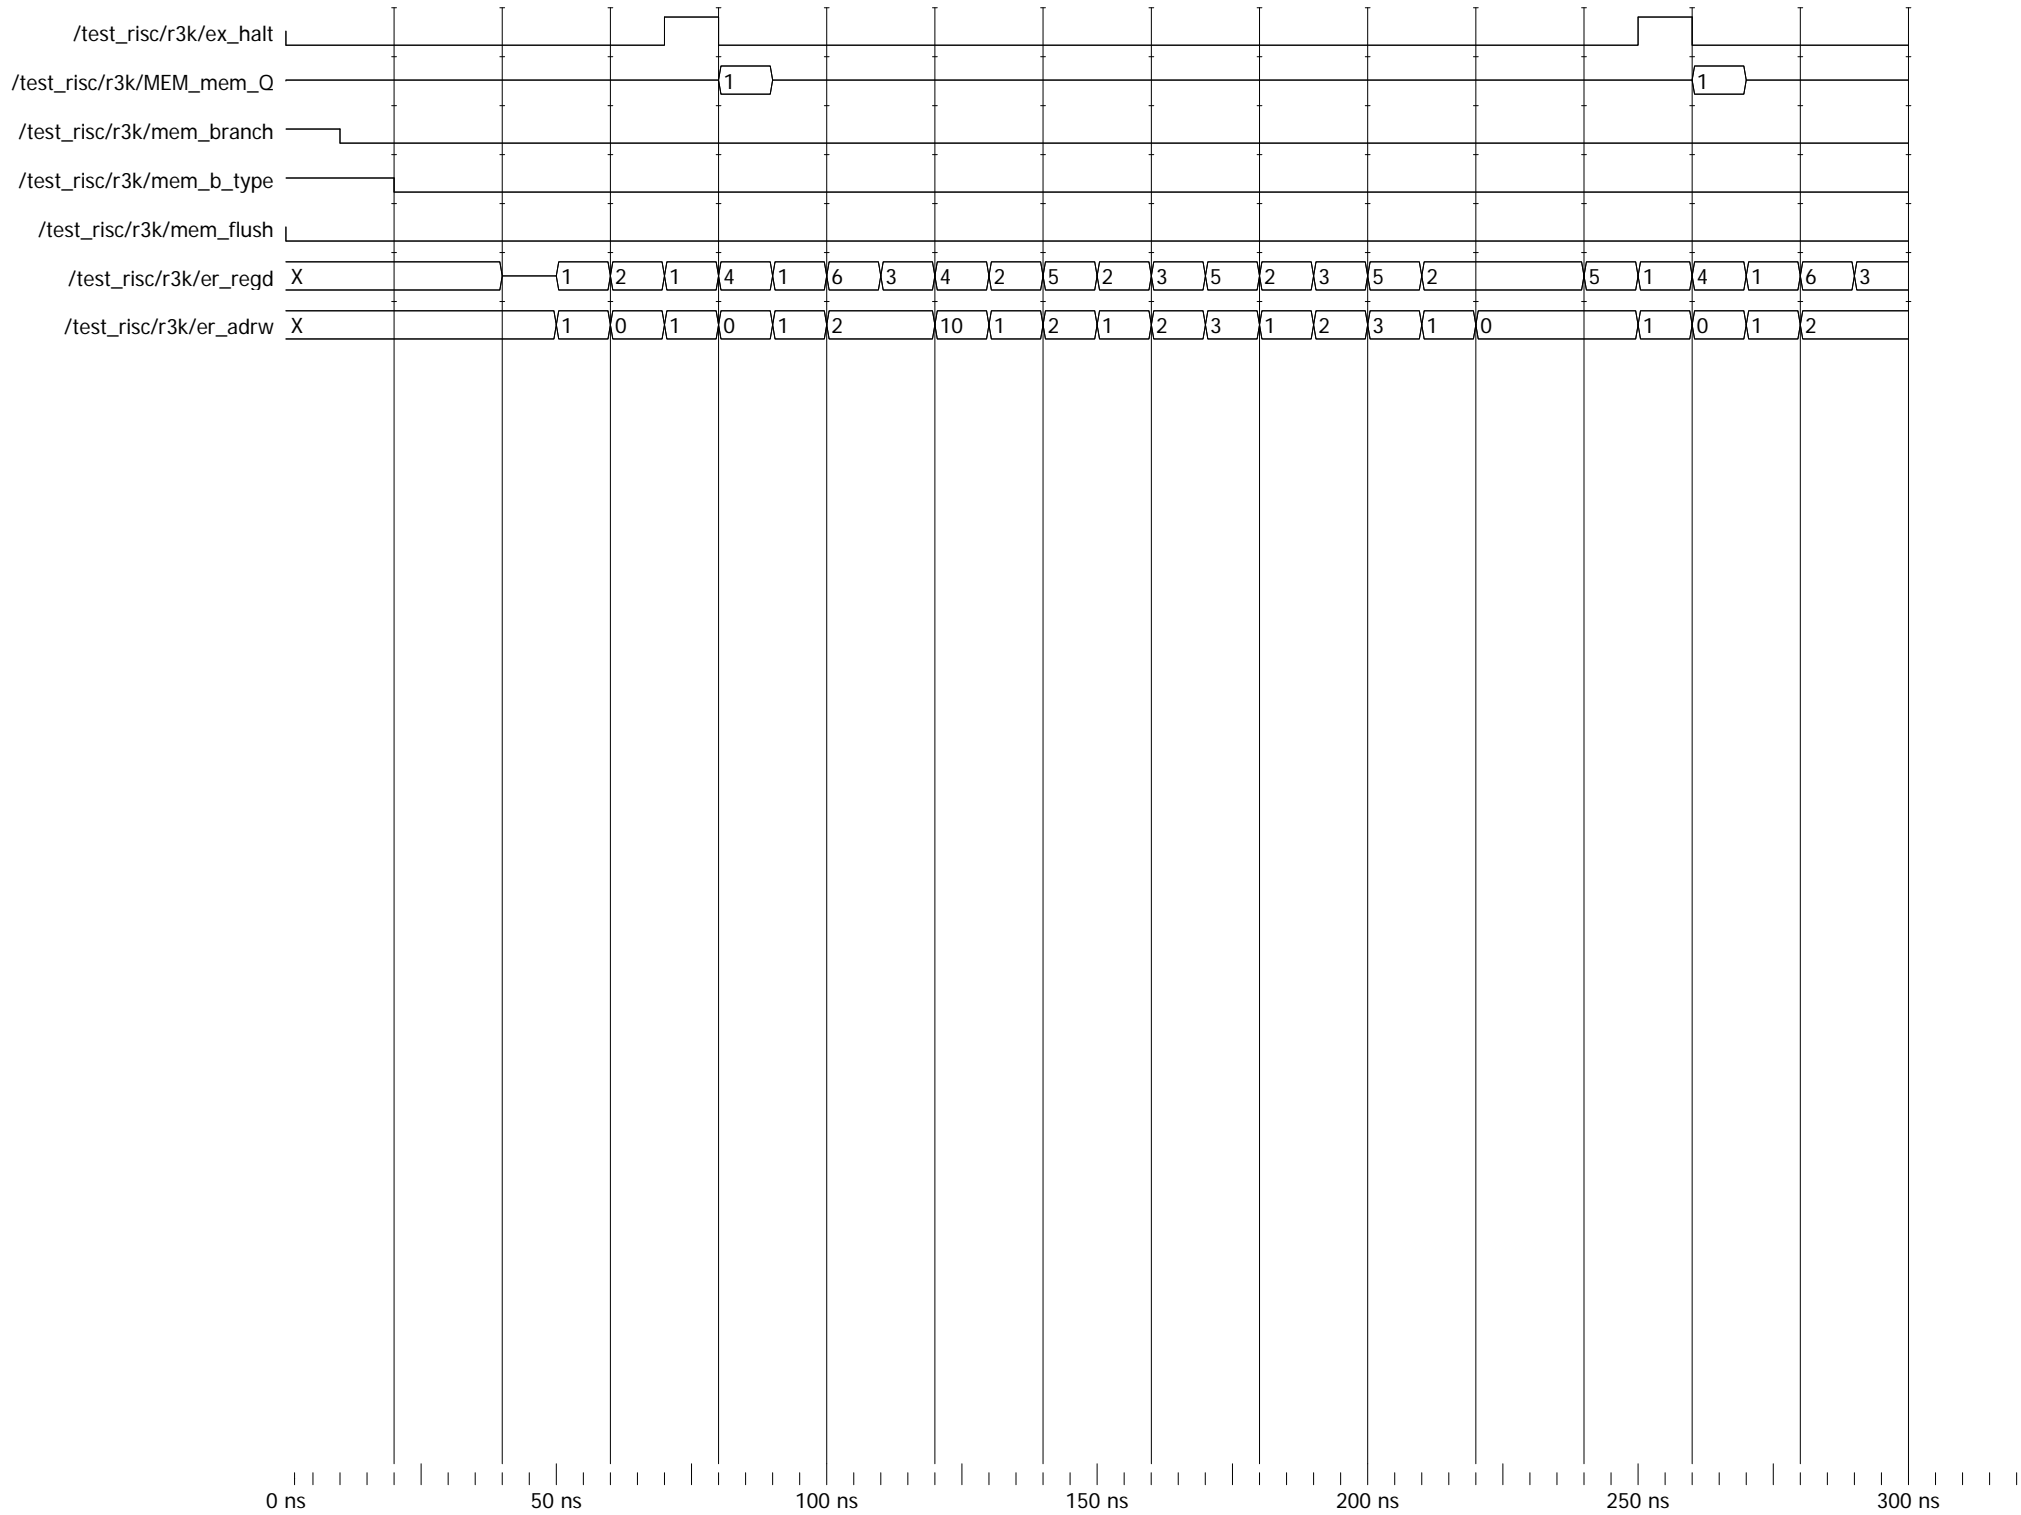 /test_risc/r3k/ex_halt
/test_risc/r3k/MEM_mem_Q 1 1
/test_risc/r3k/mem_branch
/test_risc/r3k/mem_b_type
/test_risc/r3k/mem_flush
/test_risc/r3k/er_regd X 1 2 1 4 1 6 3 4 2 5 2 3 5 2 3 5 2 5 1 4 1 6 3
/test_risc/r3k/er_adrw X 1 0 1 0 1 2 10 1 2 1 2 3 1 2 3 1 0 1 0 1 2
0 ns 50 ns 100 ns 150 ns 200 ns 250 ns 300 ns